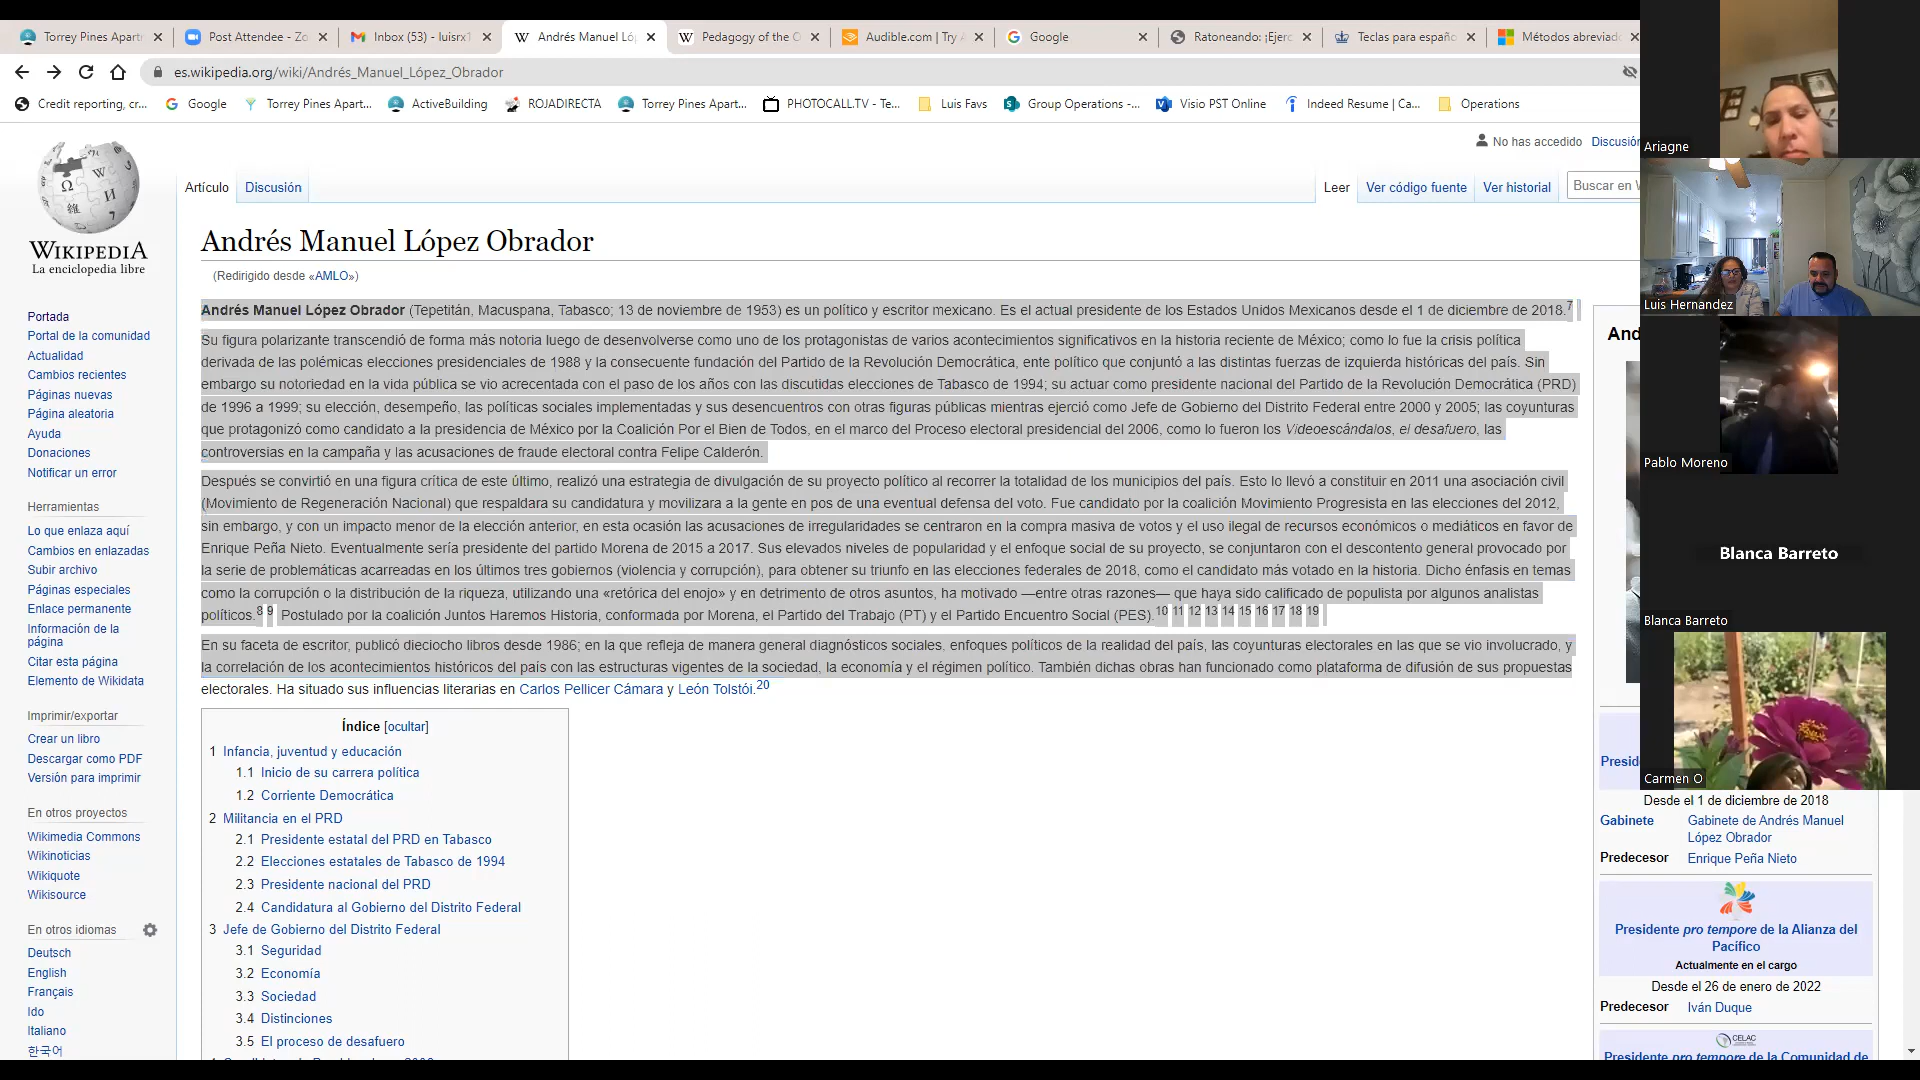 Torrey Pines Apart
Post Attendee - Zo
Inbox (53) - luisrx1
Andrés Manuel Ló
Pedagogy of the O
Audible.com | Try
Google
Ratoneando: ¡Ejerc
Teclas para españo
Métodos abreviad
es.wikipedia.org/wiki/Andrés_Manuel_López_Obrador
Credit reporting, cr...
Google
Torrey Pines Apart...
ActiveBuilding
ROJADIRECTA
Torrey Pines Apart...
PHOTOCALL.TV - Te...
Luis Favs
Group Operations -...
Visio PST Online
Indeed Resume | Ca...
Operations
No has accedido Discusión
WIKIPEDIA
La enciclopedia libre
Artículo Discusión
Leer Ver código fuente Ver historial
Buscar en W
Portada
Portal de la comunidad
Actualidad
Cambios recientes
Páginas nuevas
Página aleatoria
Ayuda
Donaciones
Notificar un error
Herramientas
Lo que enlaza aquí
Cambios en enlazadas
Subir archivo
Páginas especiales
Enlace permanente
Información de la
página
Citar esta página
Elemento de Wikidata
Imprimir/exportar
Crear un libro
Descargar como PDF
Versión para imprimir
En otros proyectos
Wikimedia Commons
Wikinoticias
Wikiquote
Wikisource
En otros idiomas
Deutsch
English
Français
Ido
Italiano
한국어
Andrés Manuel López Obrador
(Redirigido desde «AMLO»)
Andrés Manuel López Obrador (Tepetitán, Macuspana, Tabasco; 13 de noviembre de 1953) es un político y escritor mexicano. Es el actual presidente de los Estados Unidos Mexicanos desde el 1 de diciembre de 2018.7
Su figura polarizante transcendió de forma más notoria luego de desenvolverse como uno de los protagonistas de varios acontecimientos significativos en la historia reciente de México; como lo fue la crisis política
derivada de las polémicas elecciones presidenciales de 1988 y la consecuente fundación del Partido de la Revolución Democrática, ente político que conjuntó a las distintas fuerzas de izquierda históricas del país. Sin
embargo su notoriedad en la vida pública se vio acrecentada con el paso de los años con las discutidas elecciones de Tabasco de 1994; su actuar como presidente nacional del Partido de la Revolución Democrática (PRD)
de 1996 a 1999; su elección, desempeño, las políticas sociales implementadas y sus desencuentros con otras figuras públicas mientras ejerció como Jefe de Gobierno del Distrito Federal entre 2000 y 2005; las coyunturas
que protagonizó como candidato a la presidencia de México por la Coalición Por el Bien de Todos, en el marco del Proceso electoral presidencial del 2006, como lo fueron los Videoescándalos, el desafuero, las
controversias en la campaña y las acusaciones de fraude electoral contra Felipe Calderón.
Después se convirtió en una figura crítica de este último, realizó una estrategia de divulgación de su proyecto político al recorrer la totalidad de los municipios del país. Esto lo llevó a constituir en 2011 una asociación civil
(Movimiento de Regeneración Nacional) que respaldara su candidatura y movilizara a la gente en pos de una eventual defensa del voto. Fue candidato por la coalición Movimiento Progresista en las elecciones del 2012,
sin embargo, y con un impacto menor de la elección anterior, en esta ocasión las acusaciones de irregularidades se centraron en la compra masiva de votos y el uso ilegal de recursos económicos o mediáticos en favor de
Enrique Peña Nieto. Eventualmente sería presidente del partido Morena de 2015 a 2017. Sus elevados niveles de popularidad y el enfoque social de su proyecto, se conjuntaron con el descontento general provocado por
la serie de problemáticas acarreadas en los últimos tres gobiernos (violencia y corrupción), para obtener su triunfo en las elecciones federales de 2018, como el candidato más votado en la historia. Dicho énfasis en temas
como la corrupción o la distribución de la riqueza, utilizando una «retórica del enojo» y en detrimento de otros asuntos, ha motivado —entre otras razones— que haya sido calificado de populista por algunos analistas
políticos.8 9 Postulado por la coalición Juntos Haremos Historia, conformada por Morena, el Partido del Trabajo (PT) y el Partido Encuentro Social (PES).10 11 12 13 14 15 16 17 18 19
En su faceta de escritor, publicó dieciocho libros desde 1986; en la que refleja de manera general diagnósticos sociales. enfoques políticos de la realidad del país, las coyunturas electorales en las que se vio involucrado, y
la correlación de los acontecimientos históricos del país con las estructuras vigentes de la sociedad, la economía y el régimen político. También dichas obras han funcionado como plataforma de difusión de sus propuestas
electorales. Ha situado sus influencias literarias en Carlos Pellicer Cámara y León Tolstói.20
Índice [ocultar]
1 Infancia, juventud y educación
1.1 Inicio de su carrera política
1.2 Corriente Democrática
2 Militancia en el PRD
2.1 Presidente estatal del PRD en Tabasco
2.2 Elecciones estatales de Tabasco de 1994
2.3 Presidente nacional del PRD
2.4 Candidatura al Gobierno del Distrito Federal
3 Jefe de Gobierno del Distrito Federal
3.1 Seguridad
3.2 Economía
3.3 Sociedad
3.4 Distinciones
3.5 El proceso de desafuero
And
Presid
Desde el 1 de diciembre de 2018
Gabinete Gabinete de Andrés Manuel
López Obrador
Predecesor Enrique Peña Nieto
Presidente pro tempore de la Alianza del
Pacífico
Actualmente en el cargo
Desde el 26 de enero de 2022
Predecesor Iván Duque
CELAC
Presidente pro tempore de la Comunidad de
Ariagne
Luis Hernandez
Pablo Moreno
Blanca Barreto
Blanca Barreto
Carmen O